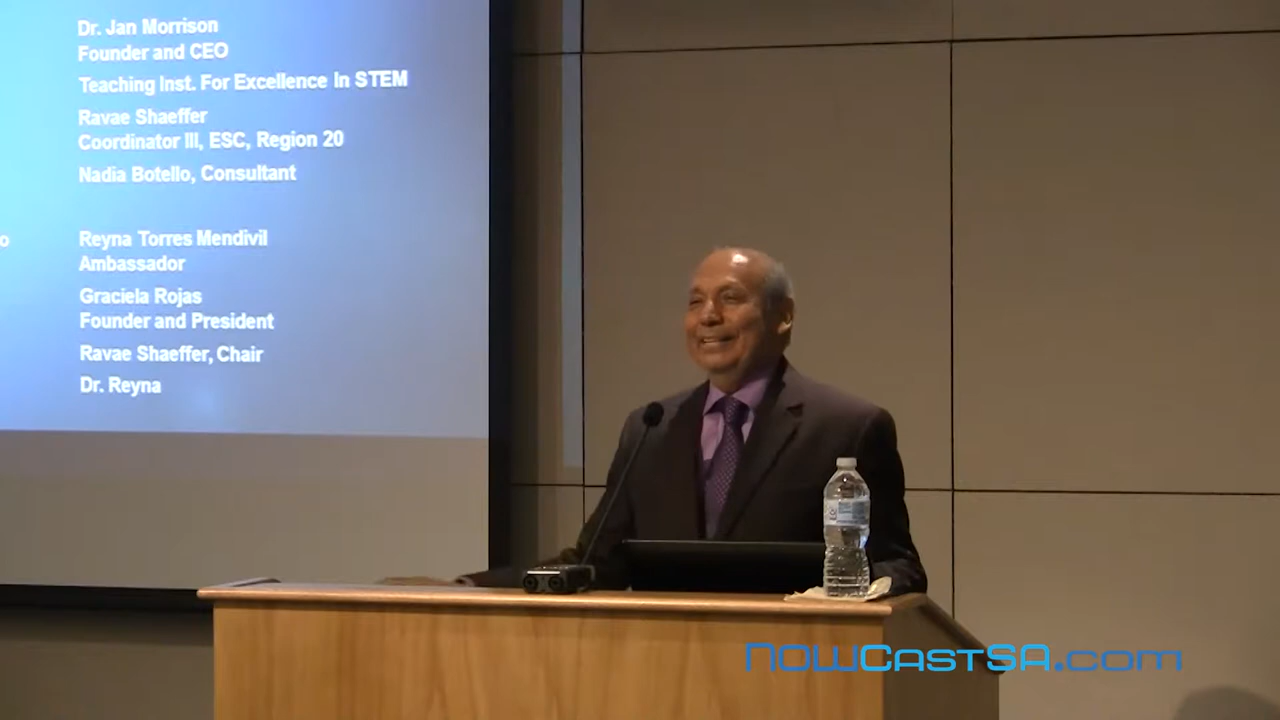 Dr. Jan Morrison
Founder and CEO
Teaching Inst. For Excellence In STEM
Ravae Shaeffer
Coordinator III, ESC, Region 20
Nadia Botello, Consultant
o
Reyna Torres Mendivil
Ambassador
Graciela Rojas
Founder and President
Ravae Shaeffer, Chair
Dr. Reyna
NOWCastSA.com